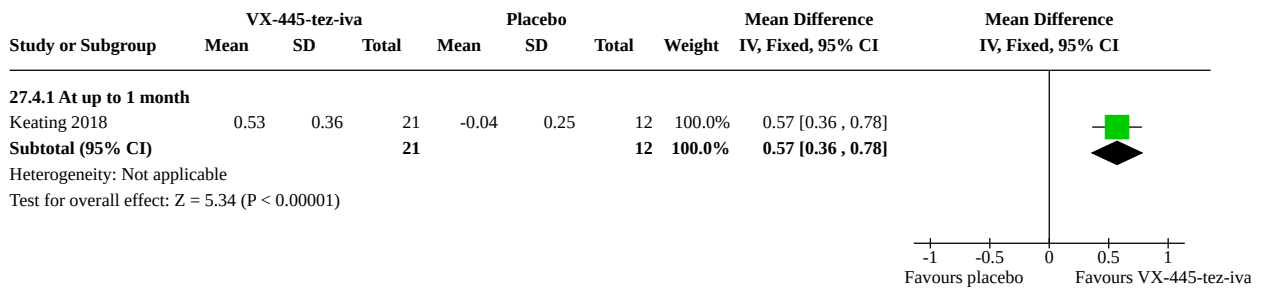 VX-445-tez-iva Placebo Mean Difference Mean Difference
Study or Subgroup Mean SD Total Mean SD Total Weight IV, Fixed, 95% CI IV, Fixed, 95% CI
27.4.1 At up to 1 month
Keating 2018 0.53 0.36 21 -0.04 0.25 12 100.0% 0.57 [0.36 , 0.78]
Subtotal (95% CI) 21 12 100.0% 0.57 [0.36 , 0.78]
Heterogeneity: Not applicable
Test for overall effect: Z = 5.34 (P < 0.00001)
-1 -0.5 0 0.5 1
Favours placebo Favours VX-445-tez-iva